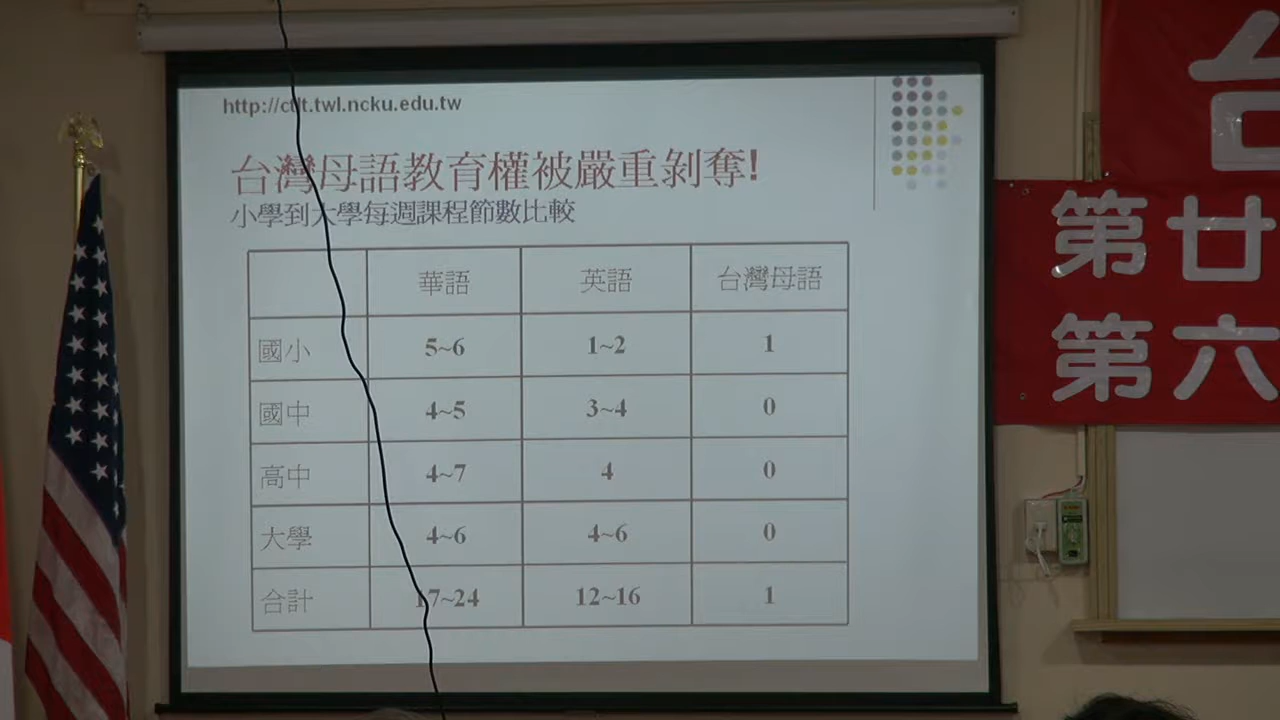 http://ctlt.twl.ncku.edu.tw
台灣母語教育權被嚴重剝奪!
小學到大學每週課程節數比較
華語 英語 台灣母語
國小 5~6 1~2 1
國中 4~5 3~4 0
高中 4~7 4 0
大學 4~6 4~6 0
合計 17~24 12~16 1
台
第廿
第六